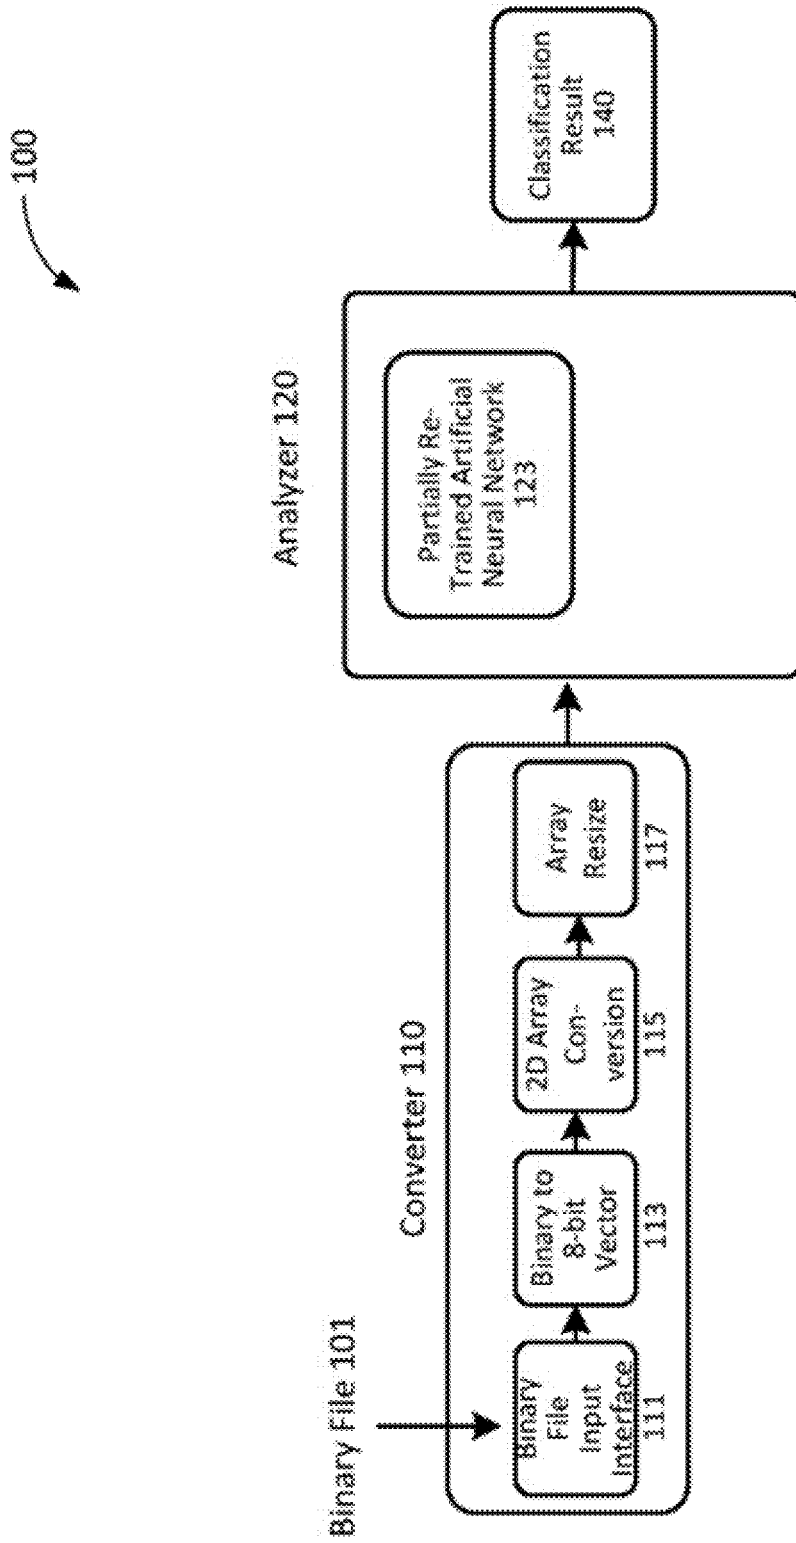 100
Binary File 101
Converter 110
Binary
File
Input
Interface
111
Binary to
8-bit
Vector
113
2D Array
Con-
version
115
Array
Resize
117
Analyzer 120
Partially Re-
Trained Artificial
Neural Network
123
Classification
Result
140